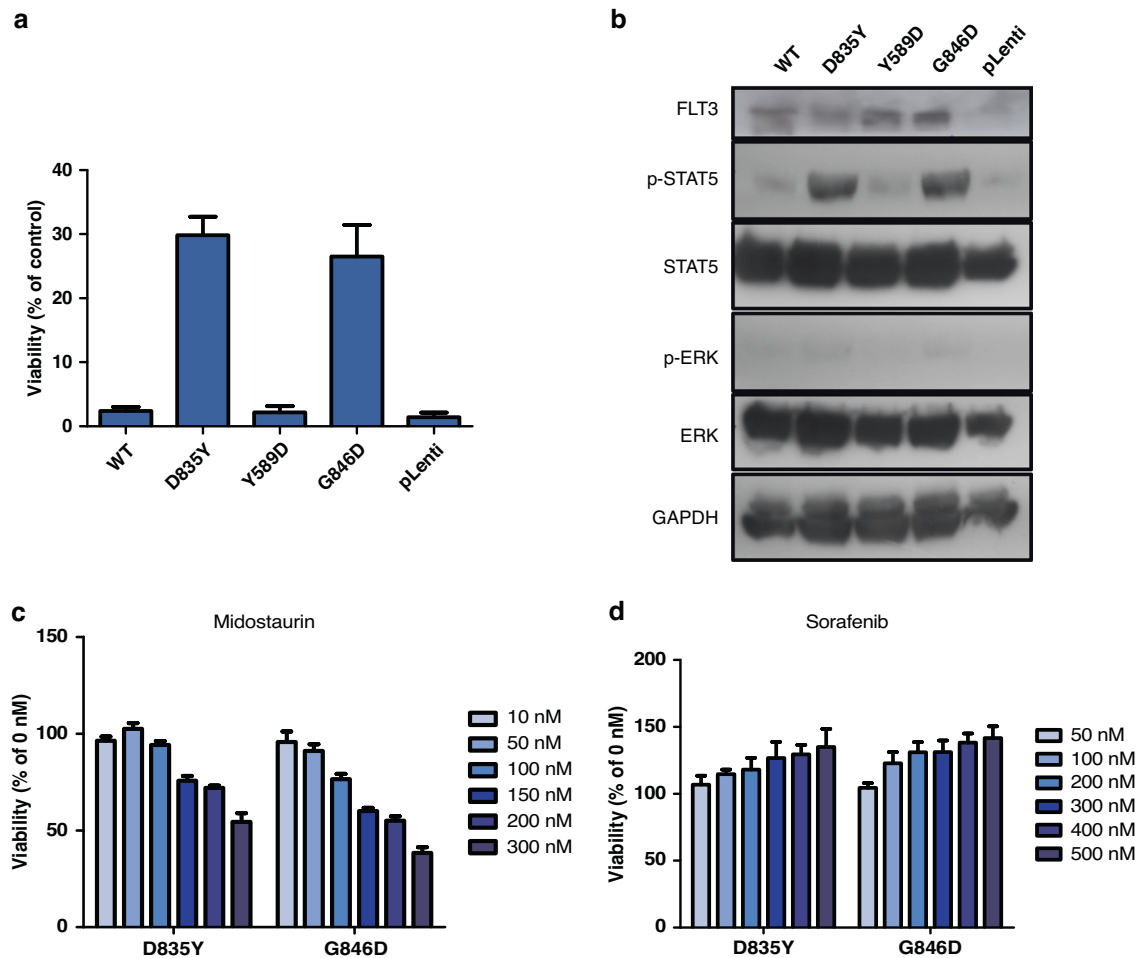 a
Viability (% of control)
40
30
20
10
0
WT
D835Y
Y589D
G846D
pLenti
b
WT
D835Y
Y589D
G846D
pLenti
FLT3
p-STAT5
STAT5
p-ERK
ERK
GAPDH
c
Midostaurin
Viability (% of 0 nM)
150
100
50
0
D835Y
G846D
10 nM
50 nM
100 nM
150 nM
200 nM
300 nM
d
Sorafenib
Viability (% of 0 nM)
200
150
100
50
0
D835Y
G846D
50 nM
100 nM
200 nM
300 nM
400 nM
500 nM